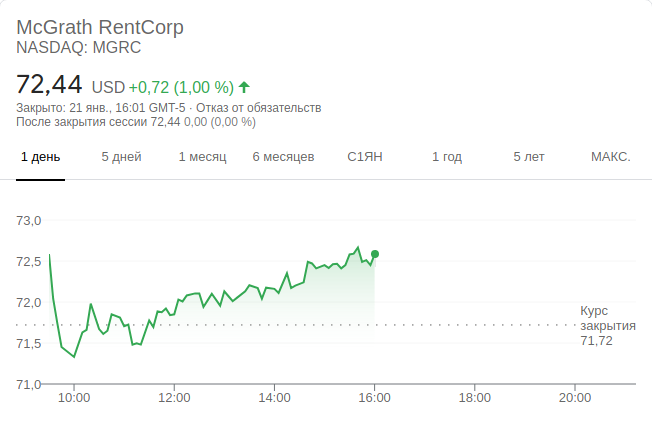 McGrath RentCorp
NASDAQ: MGRC
72,44 USD +0,72 (1,00 %)
Закрыто: 21 янв., 16:01 GMT-5 · Отказ от обязательств
После закрытия сессии 72,44 0,00 (0,00 %)
1 день 5 дней 1 месяц 6 месяцев С1ЯН 1 год 5 лет МАКС.
73,0
72,5
72,0
71,5
71,0
Курс
закрытия
71,72
10:00 12:00 14:00 16:00 18:00 20:00